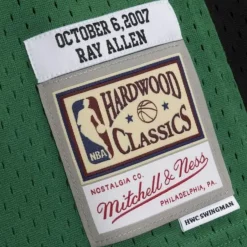 OCTOBER 6, 2007
RAY ALLEN
HARDWOOD
CLASSICS
NBA
NOSTALGIA CO.
Mitchell & Ness
PHILADELPHIA, PA.
HWC SWINGMAN